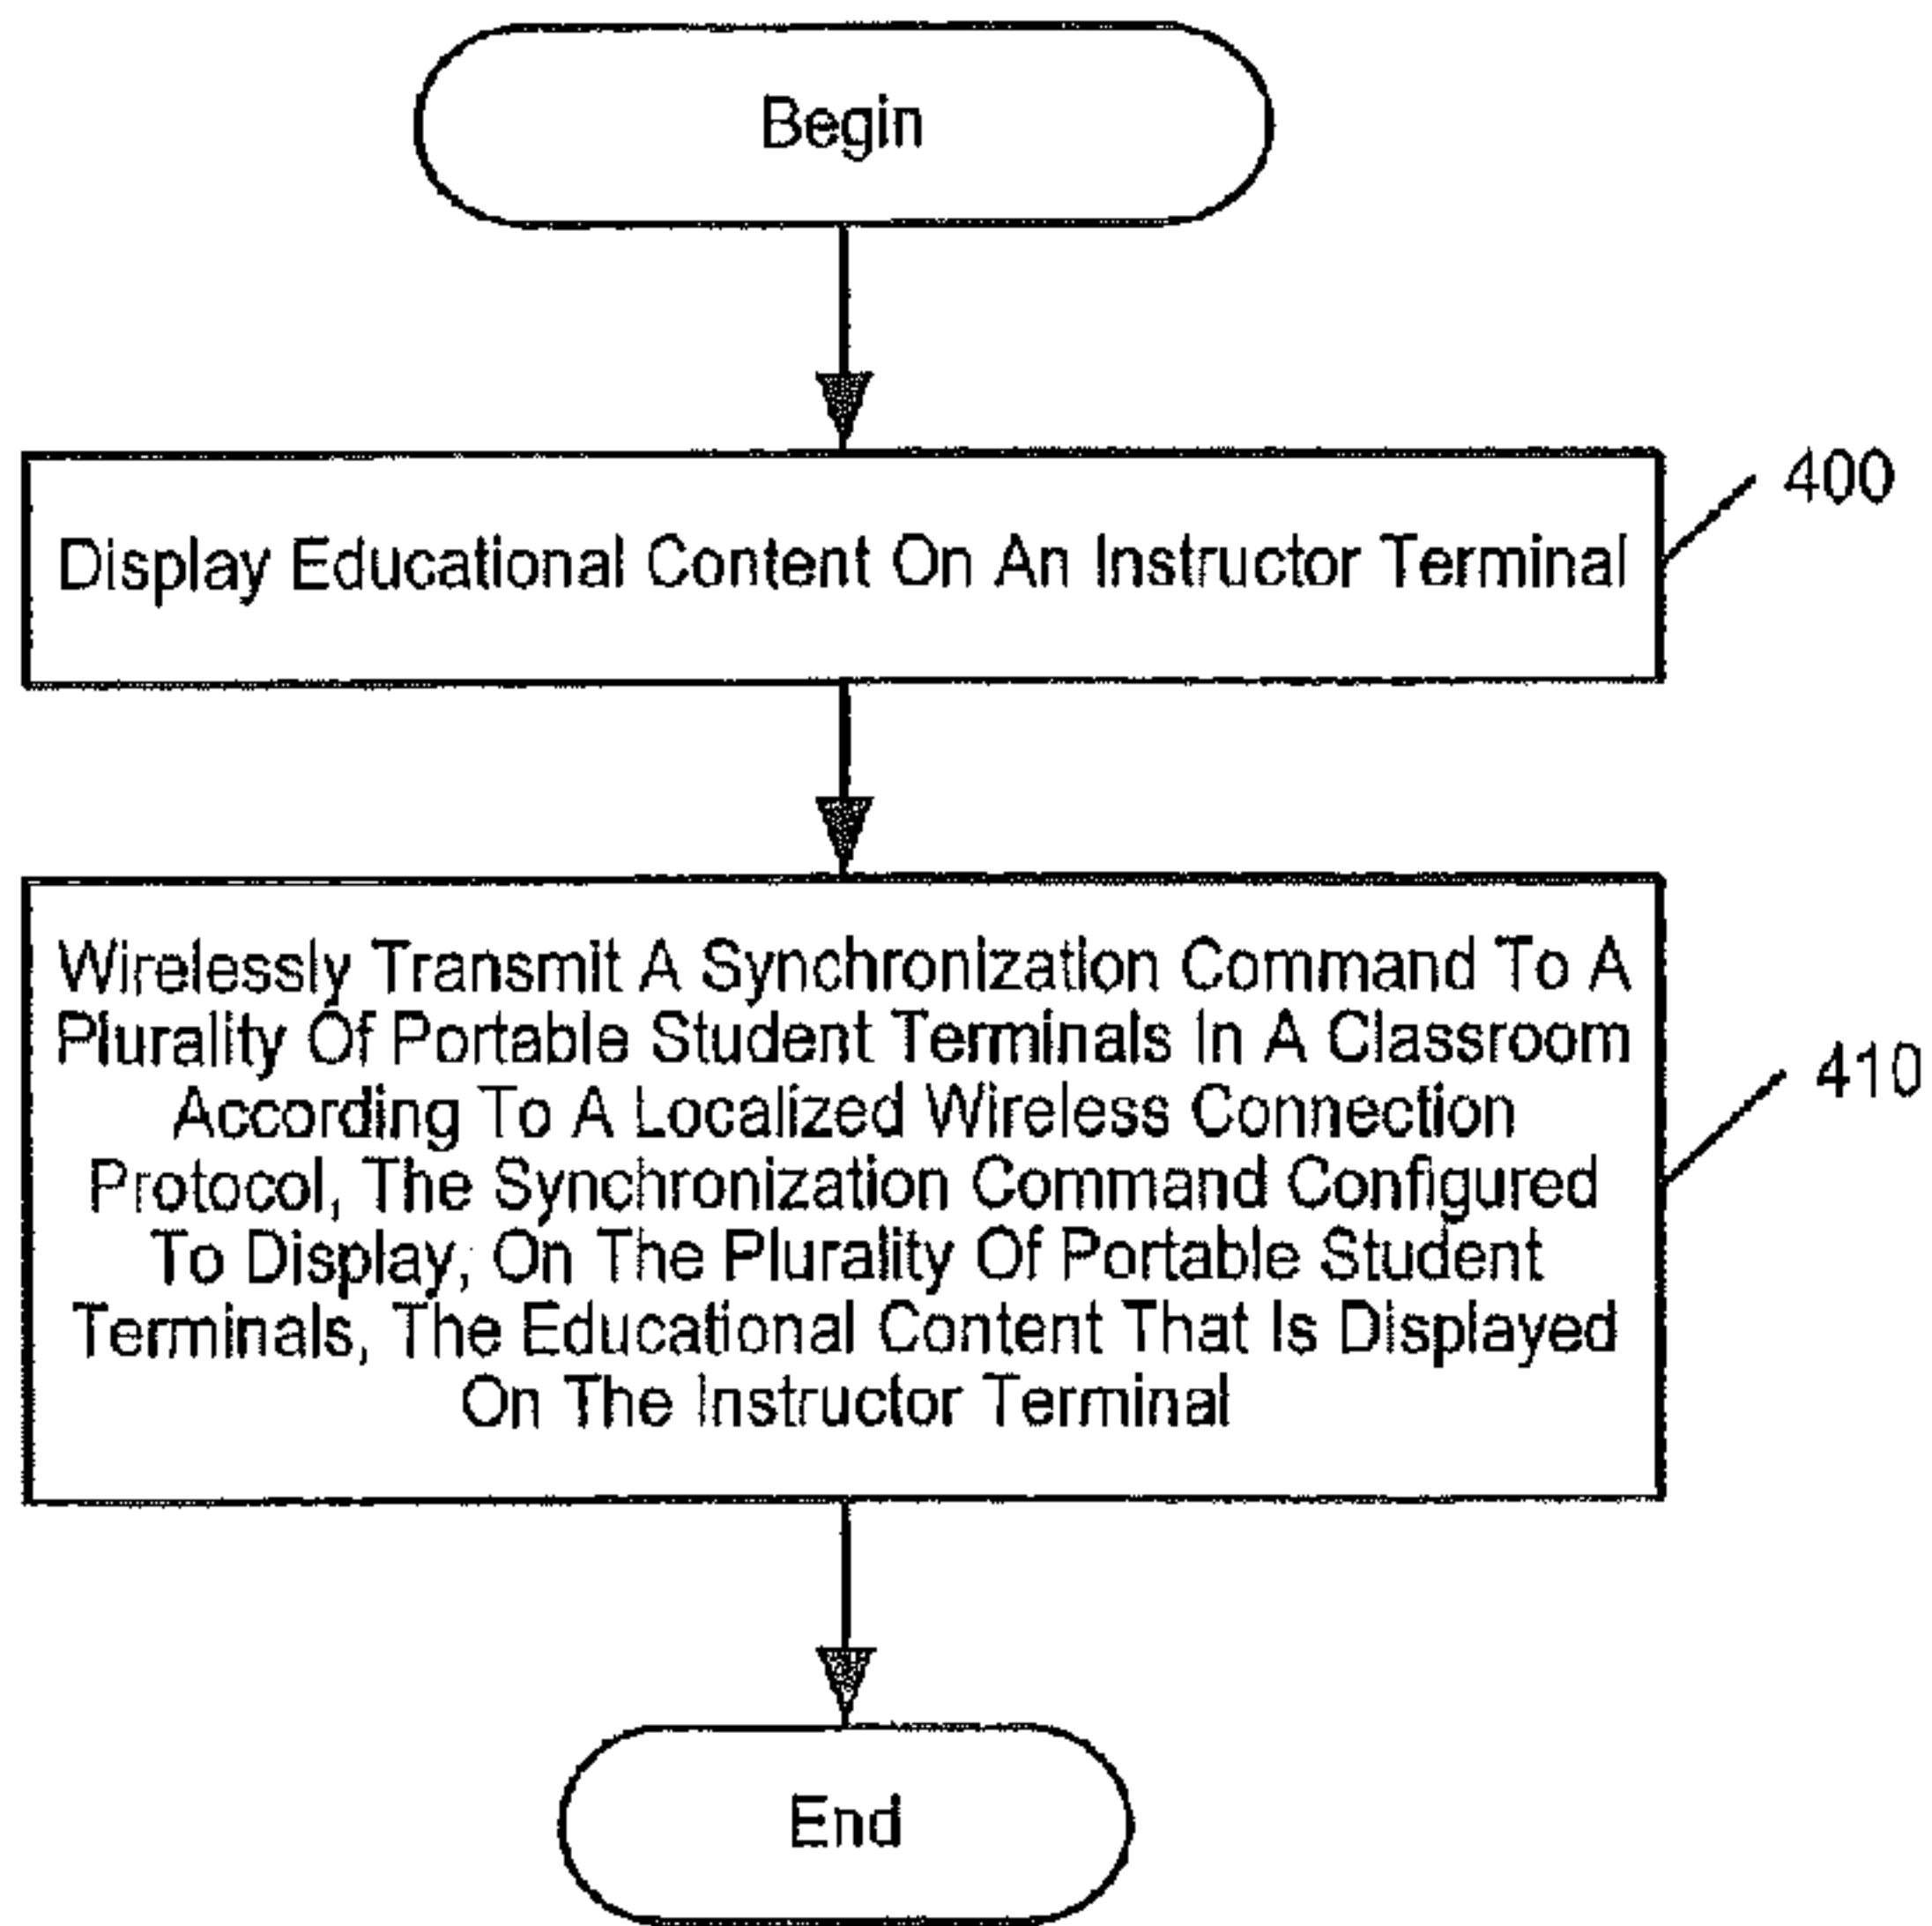 Begin
Display Educational Content On An Instructor Terminal
400
Wirelessly Transmit A Synchronization Command To A
Plurality Of Portable Student Terminals In A Classroom
According To A Localized Wireless Connection
Protocol, The Synchronization Command Configured
To Display, On The Plurality Of Portable Student
Terminals, The Educational Content That Is Displayed
On The Instructor Terminal
410
End